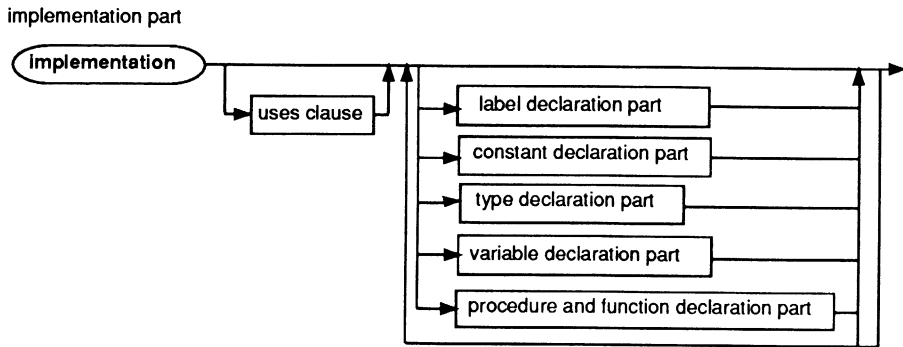 implementation part
implementation
uses clause
label declaration part
constant declaration part
type declaration part
variable declaration part
procedure and function declaration part